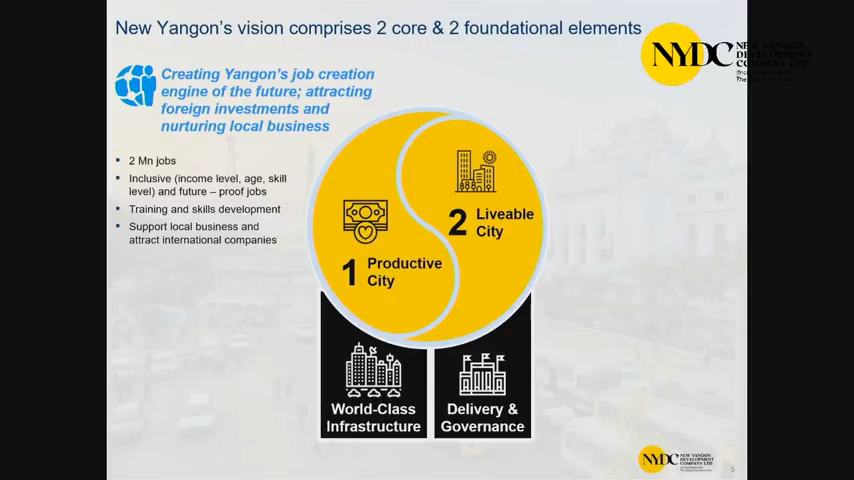 New Yangon's vision comprises 2 core & 2 foundational elements
NYDC
NEW YANGON
DEVELOPMENT
COMPANY LTD
Creating Yangon's job creation
engine of the future; attracting
foreign investments and
nurturing local business
▪ 2 Mn jobs
▪ Inclusive (income level, age, skill
level) and future – proof jobs
▪ Training and skills development
▪ Support local business and
attract international companies
2 Liveable
City
1 Productive
City
World-Class
Infrastructure
Delivery &
Governance
NYDC
NEW YANGON
DEVELOPMENT
COMPANY LTD
5